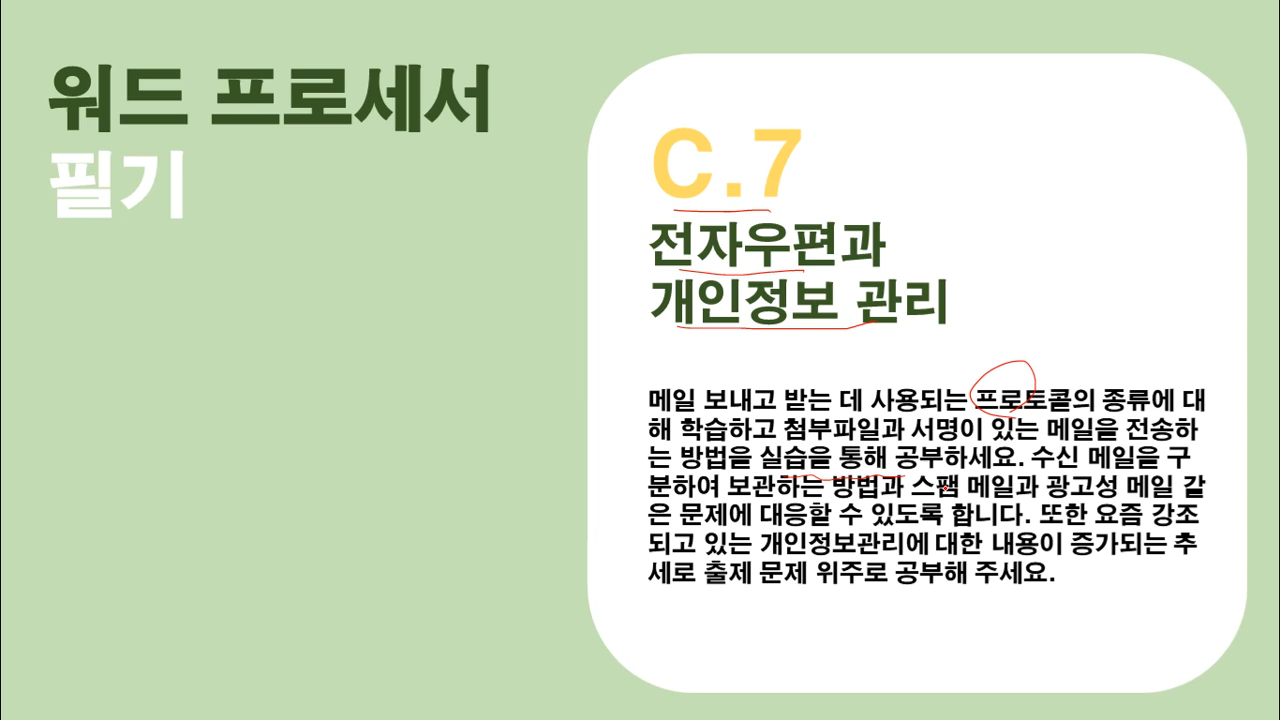 워드 프로세서
필기
C.7
전자우편과
개인정보 관리
메일 보내고 받는 데 사용되는 프로토콜의 종류에 대
해 학습하고 첨부파일과 서명이 있는 메일을 전송하
는 방법을 실습을 통해 공부하세요. 수신 메일을 구
분하여 보관하는 방법과 스팸 메일과 광고성 메일 같
은 문제에 대응할 수 있도록 합니다. 또한 요즘 강조
되고 있는 개인정보관리에 대한 내용이 증가되는 추
세로 출제 문제 위주로 공부해 주세요.